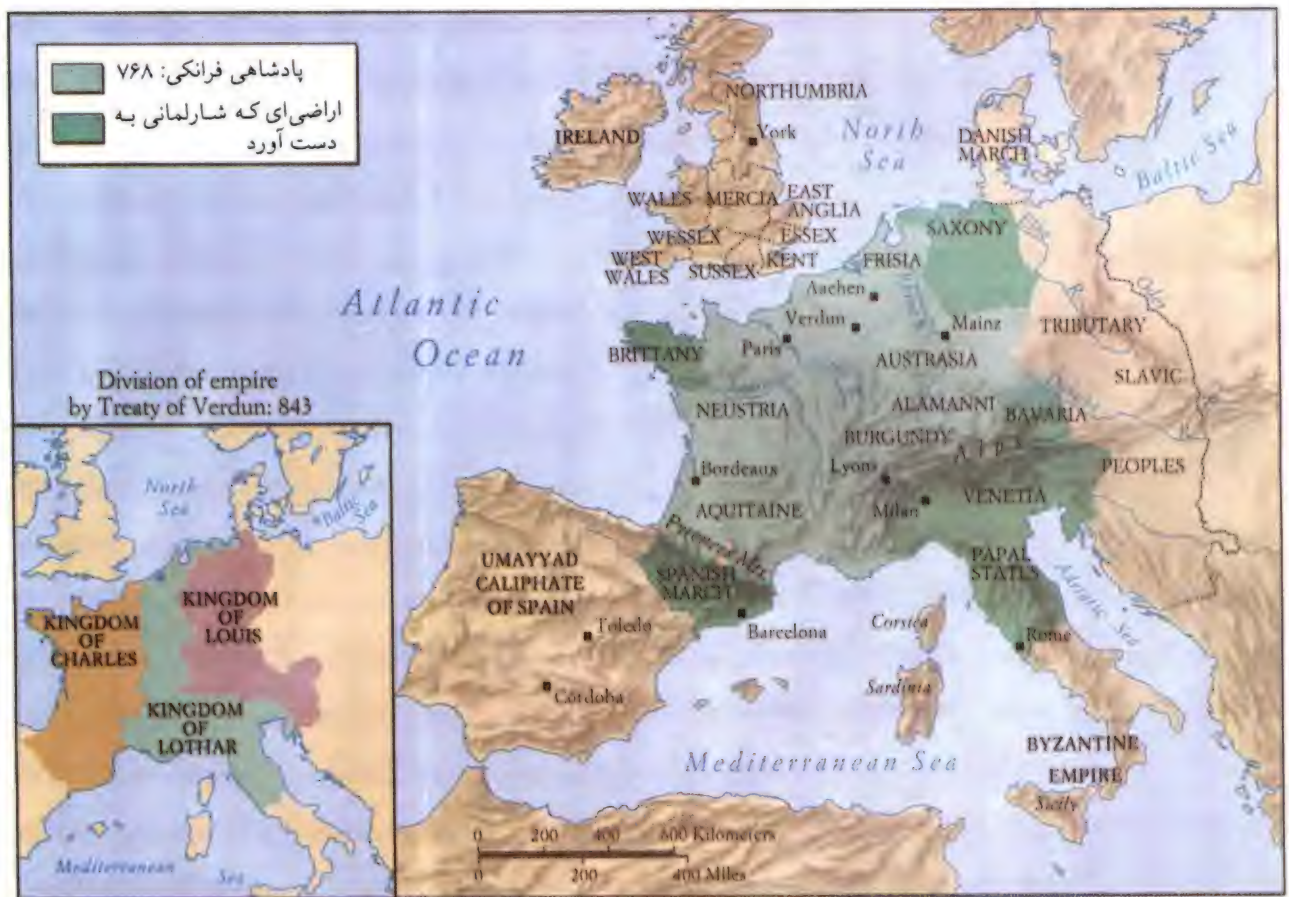 پادشاهی فرانکی: ۷۶۸
اراضی‌ای که شارلمانی به
دست آورد
NORTHUMBRIA
IRELAND
York
North
Sea
DANISH
MARCH
Baltic Sea
WALES
MERCIA
EAST
ANGLIA
WESSEX
ESSEX
WEST
WALES
SUSSEX
KENT
FRISIA
SAXONY
Aachen
Oder
Atlantic
Ocean
Verdun
Mainz
TRIBUTARY
BRITTANY
Paris
AUSTRASIA
SLAVIC
NEUSTRIA
ALAMANNI
BAVARIA
BURGUNDY
Alps
PEOPLES
Bordeaux
Lyons
VENETIA
AQUITAINE
Milan
Pyrenees Mts.
PAPAL
STATES
UMAYYAD
CALIPHATE
OF SPAIN
SPANISH
MARCH
Adriatic Sea
Toledo
Barcelona
Corsica
Rome
Córdoba
Sardinia
Mediterranean Sea
BYZANTINE
EMPIRE
Sicily
0 200 400 600 Kilometers
0 200 400 Miles
Division of empire
by Treaty of Verdun: 843
North
Sea
Baltic
Sea
KINGDOM
OF
LOUIS
KINGDOM
OF
CHARLES
KINGDOM
OF
LOTHAR
Mediterranean
Sea